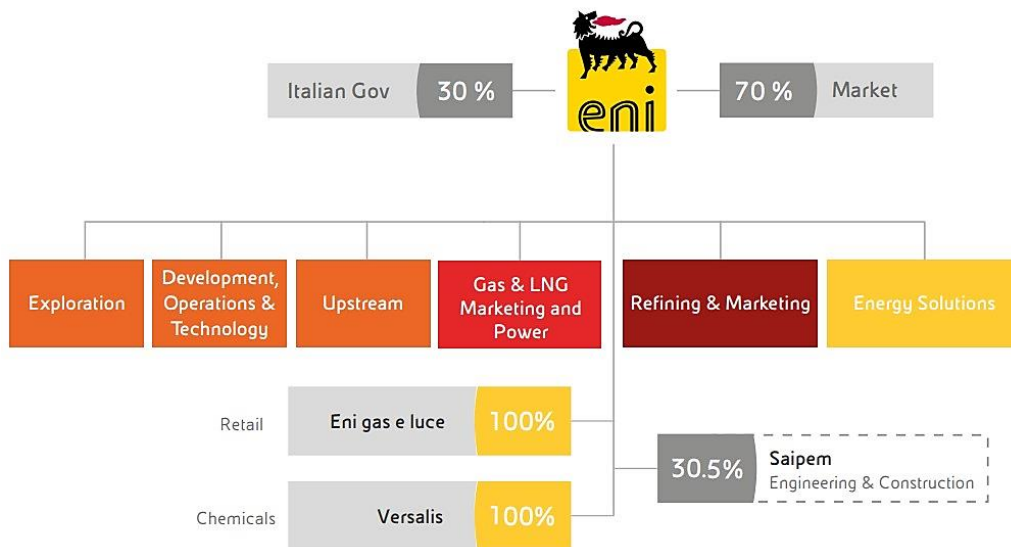 Italian Gov
30 %
eni
70 %
Market
Exploration
Development,
Operations &
Technology
Upstream
Gas & LNG
Marketing and
Power
Refining & Marketing
Energy Solutions
Retail
Eni gas e luce
100%
30.5%
Saipem
Engineering & Construction
Chemicals
Versalis
100%